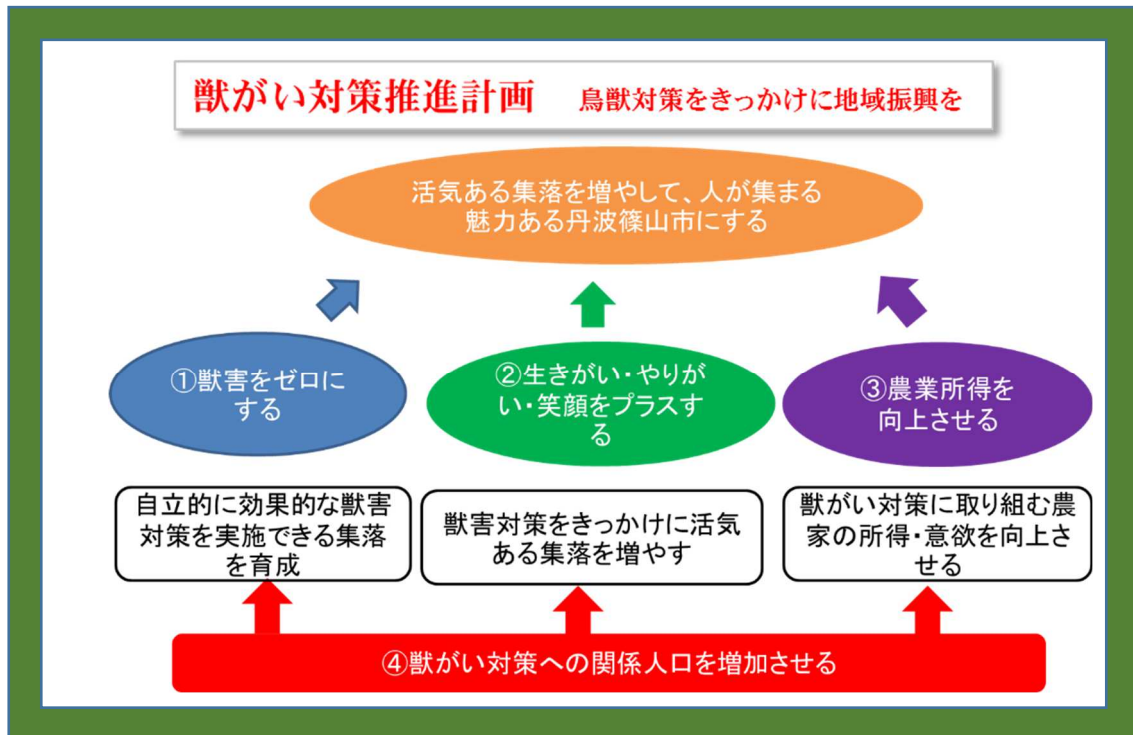 獣がい対策推進計画　鳥獣対策をきっかけに地域振興を
活気ある集落を増やして、人が集まる
魅力ある丹波篠山市にする
①獣害をゼロに
する
②生きがい・やりが
い・笑顔をプラスす
る
③農業所得を
向上させる
自立的に効果的な獣害
対策を実施できる集落
を育成
獣害対策をきっかけに活気
ある集落を増やす
獣がい対策に取り組む農
家の所得・意欲を向上さ
せる
④獣がい対策への関係人口を増加させる